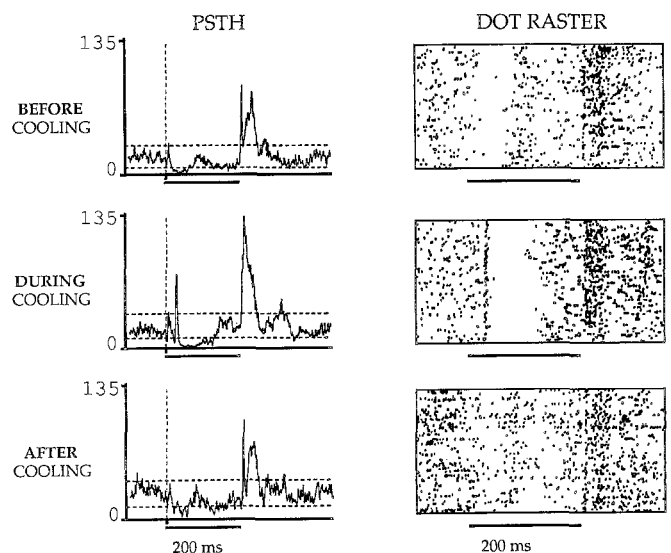 PSTH
DOT RASTER
135
BEFORE
COOLING
0
135
DURING
COOLING
0
135
AFTER
COOLING
0
200 ms
200 ms